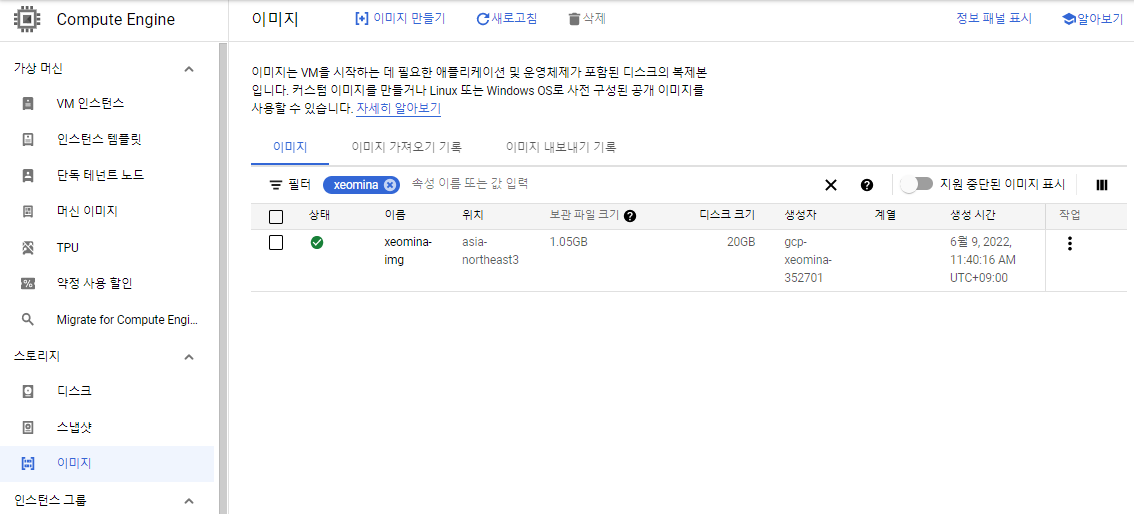 Compute Engine
이미지
이미지 만들기
새로고침
삭제
정보 패널 표시
알아보기
가상 머신
VM 인스턴스
인스턴스 템플릿
단독 테넌트 노드
머신 이미지
TPU
약정 사용 할인
Migrate for Compute Engi...
스토리지
디스크
스냅샷
이미지
인스턴스 그룹
이미지는 VM을 시작하는 데 필요한 애플리케이션 및 운영체제가 포함된 디스크의 복제본
입니다. 커스텀 이미지를 만들거나 Linux 또는 Windows OS로 사전 구성된 공개 이미지를
사용할 수 있습니다. 자세히 알아보기
이미지
이미지 가져오기 기록
이미지 내보내기 기록
필터
xeomina
속성 이름 또는 값 입력
지원 중단된 이미지 표시
상태
이름
위치
보관 파일 크기
디스크 크기
생성자
계열
생성 시간
작업
xeomina-
img
asia-
northeast3
1.05GB
20GB
gcp-
xeomina-
352701
6월 9, 2022,
11:40:16 AM
UTC+09:00